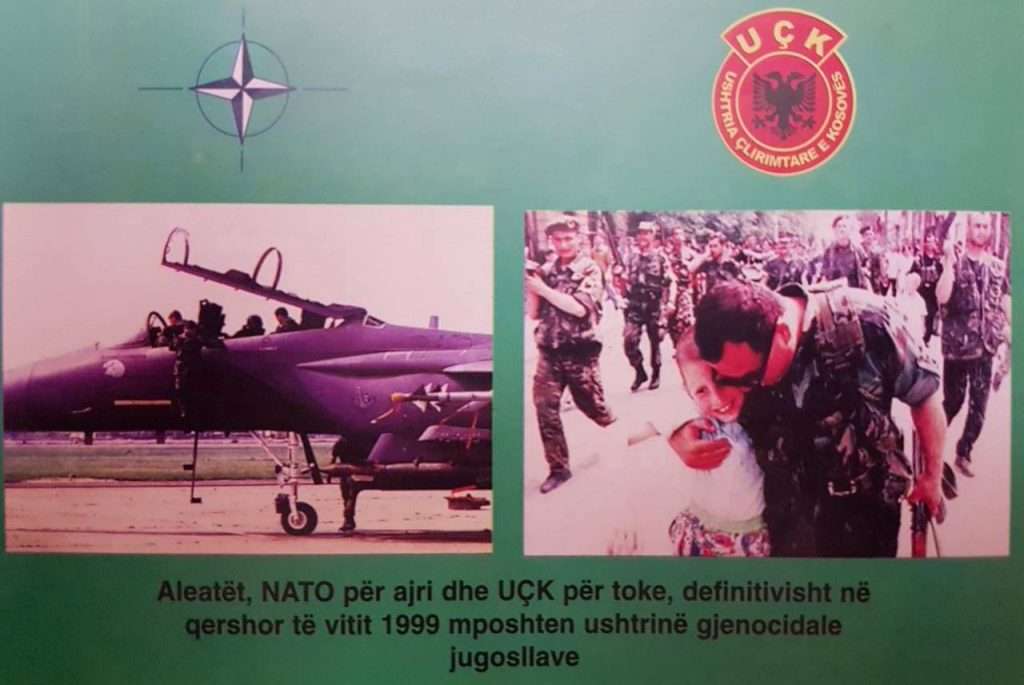 UÇK
USHTRIA ÇLIRIMTARE E KOSOVËS
Aleatët, NATO për ajri dhe UÇK për toke, definitivisht në
qershor të vitit 1999 mposhten ushtrinë gjenocidale
jugosllave